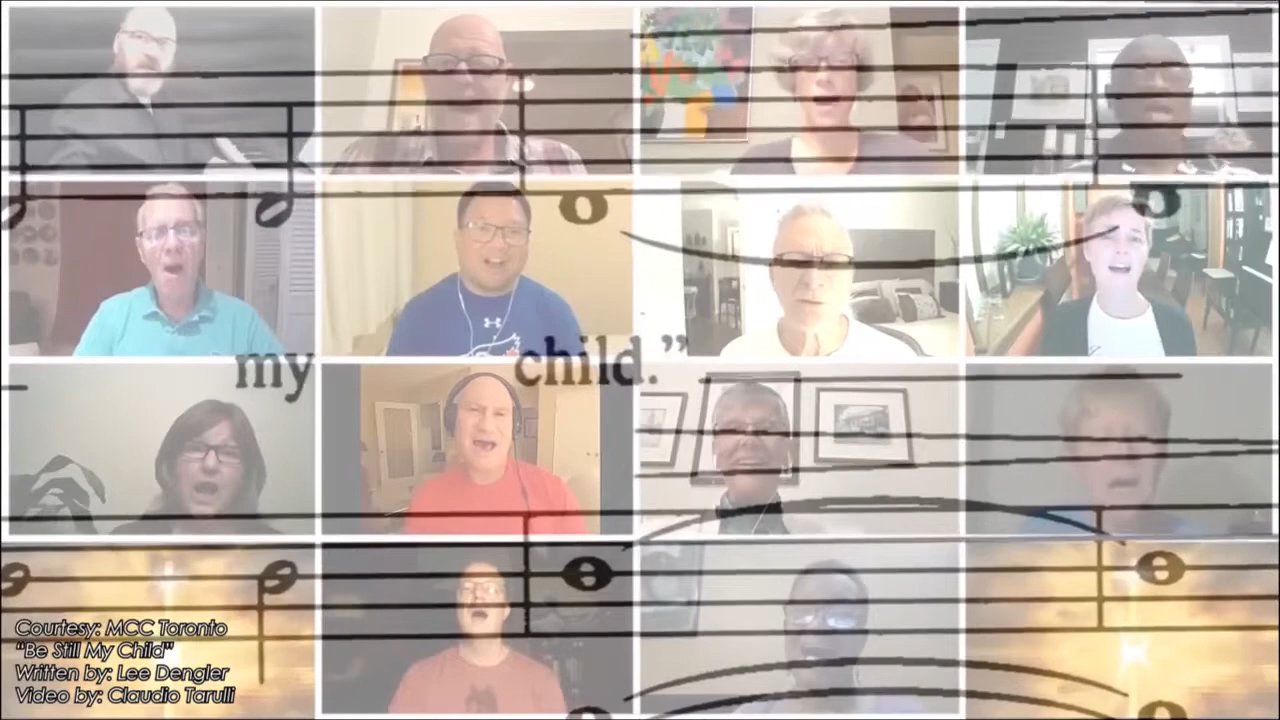 my child.”
Courtesy: MCC Toronto
“Be Still My Child”
Written by: Lee Dengler
Video by: Claudio Tarulli